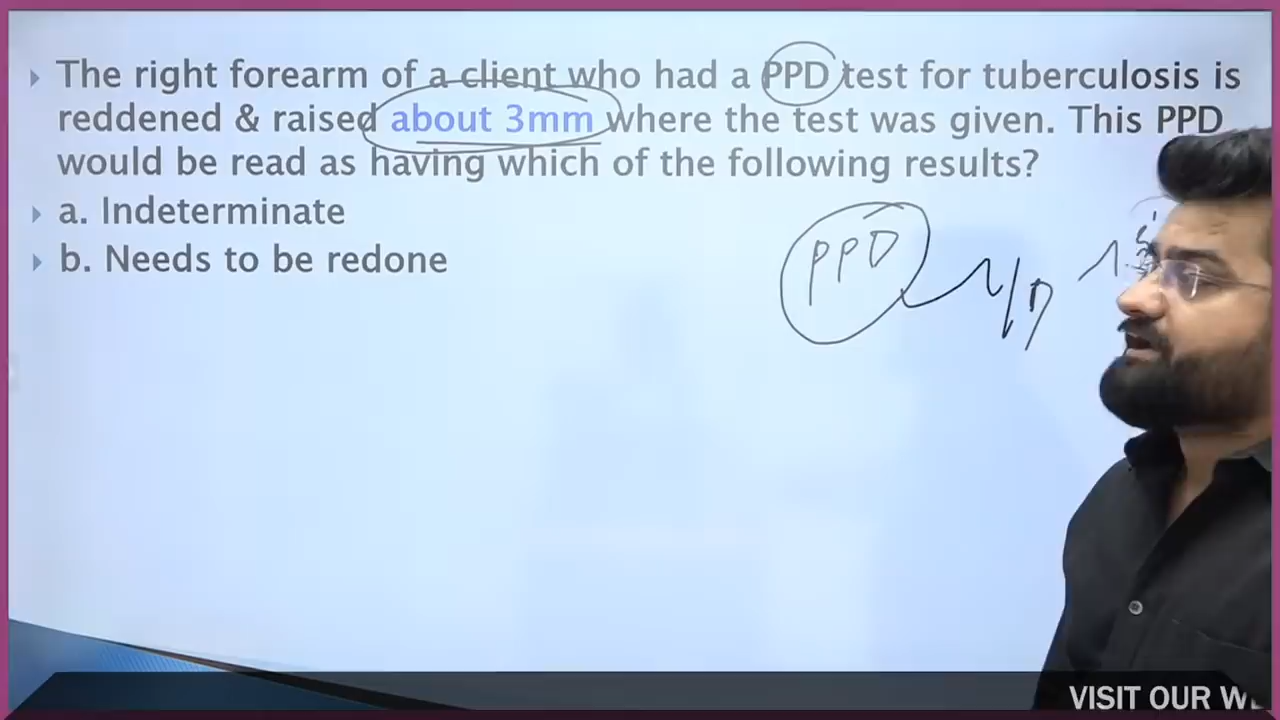 The right forearm of a client who had a PPD test for tuberculosis is
reddened & raised about 3mm where the test was given. This PPD
would be read as having which of the following results?
a. Indeterminate
b. Needs to be redone
PPD
VISIT OUR